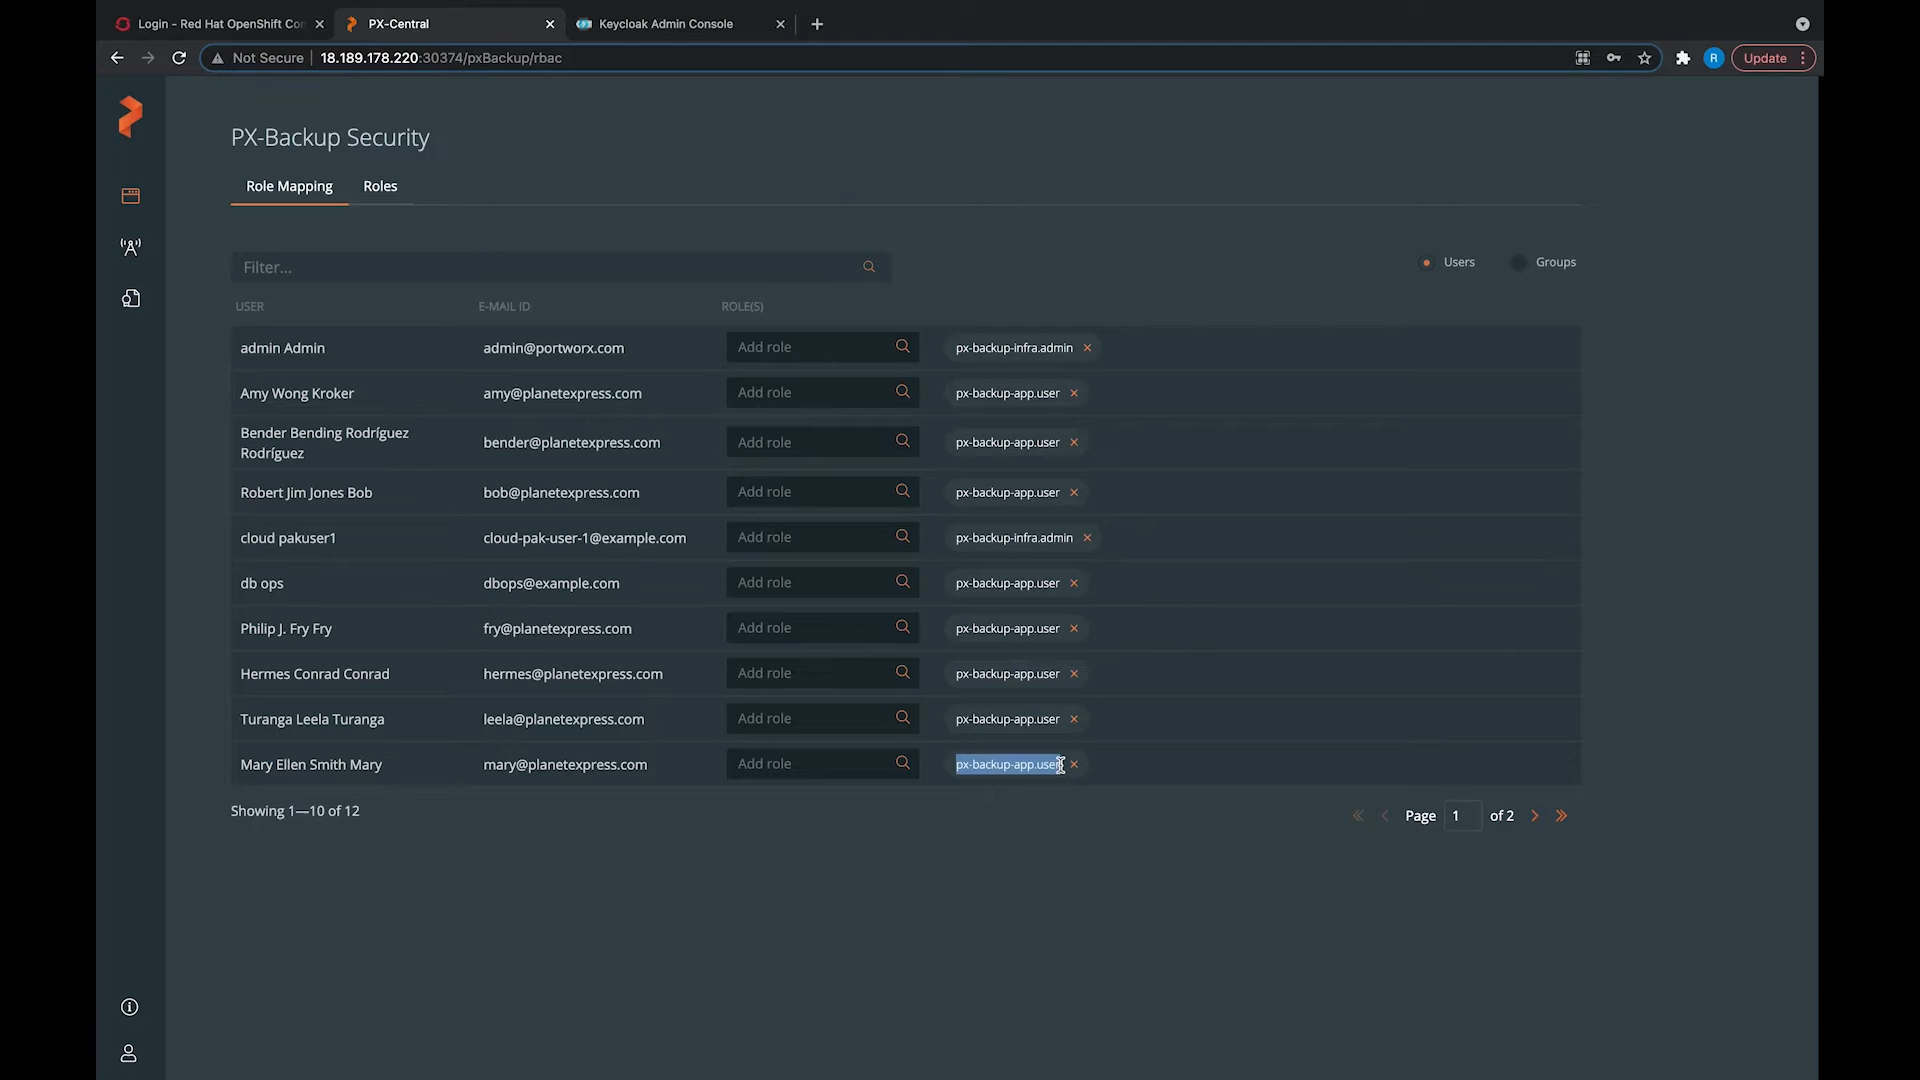 Login - Red Hat OpenShift Con
PX-Central
Keycloak Admin Console
Not Secure
18.189.178.220:30374/pxBackup/rbac
R
Update
PX-Backup Security
Role Mapping
Roles
Filter...
Users
Groups
USER
E-MAIL ID
ROLE(S)
admin Admin
admin@portworx.com
Add role
px-backup-infra.admin
Amy Wong Kroker
amy@planetexpress.com
Add role
px-backup-app.user
Bender Bending Rodríguez
Rodríguez
bender@planetexpress.com
Add role
px-backup-app.user
Robert Jim Jones Bob
bob@planetexpress.com
Add role
px-backup-app.user
cloud pakuser1
cloud-pak-user-1@example.com
Add role
px-backup-infra.admin
db ops
dbops@example.com
Add role
px-backup-app.user
Philip J. Fry Fry
fry@planetexpress.com
Add role
px-backup-app.user
Hermes Conrad Conrad
hermes@planetexpress.com
Add role
px-backup-app.user
Turanga Leela Turanga
leela@planetexpress.com
Add role
px-backup-app.user
Mary Ellen Smith Mary
mary@planetexpress.com
Add role
px-backup-app.user
Showing 1—10 of 12
Page 1 of 2